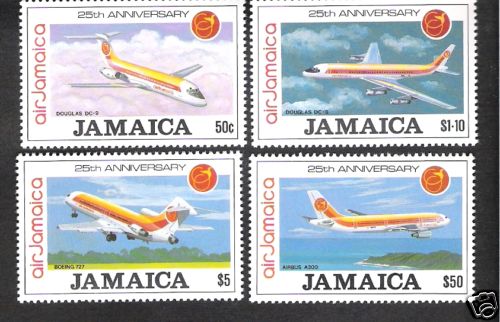 25th ANNIVERSARY
airJamaica
DOUGLAS DC-9
50c
JAMAICA
25th ANNIVERSARY
airJamaica
DOUGLAS DC-8
$1·10
JAMAICA
25th ANNIVERSARY
airJamaica
BOEING 727
JAMAICA
$5
25th ANNIVERSARY
airJamaica
AIRBUS A300
JAMAICA
$50